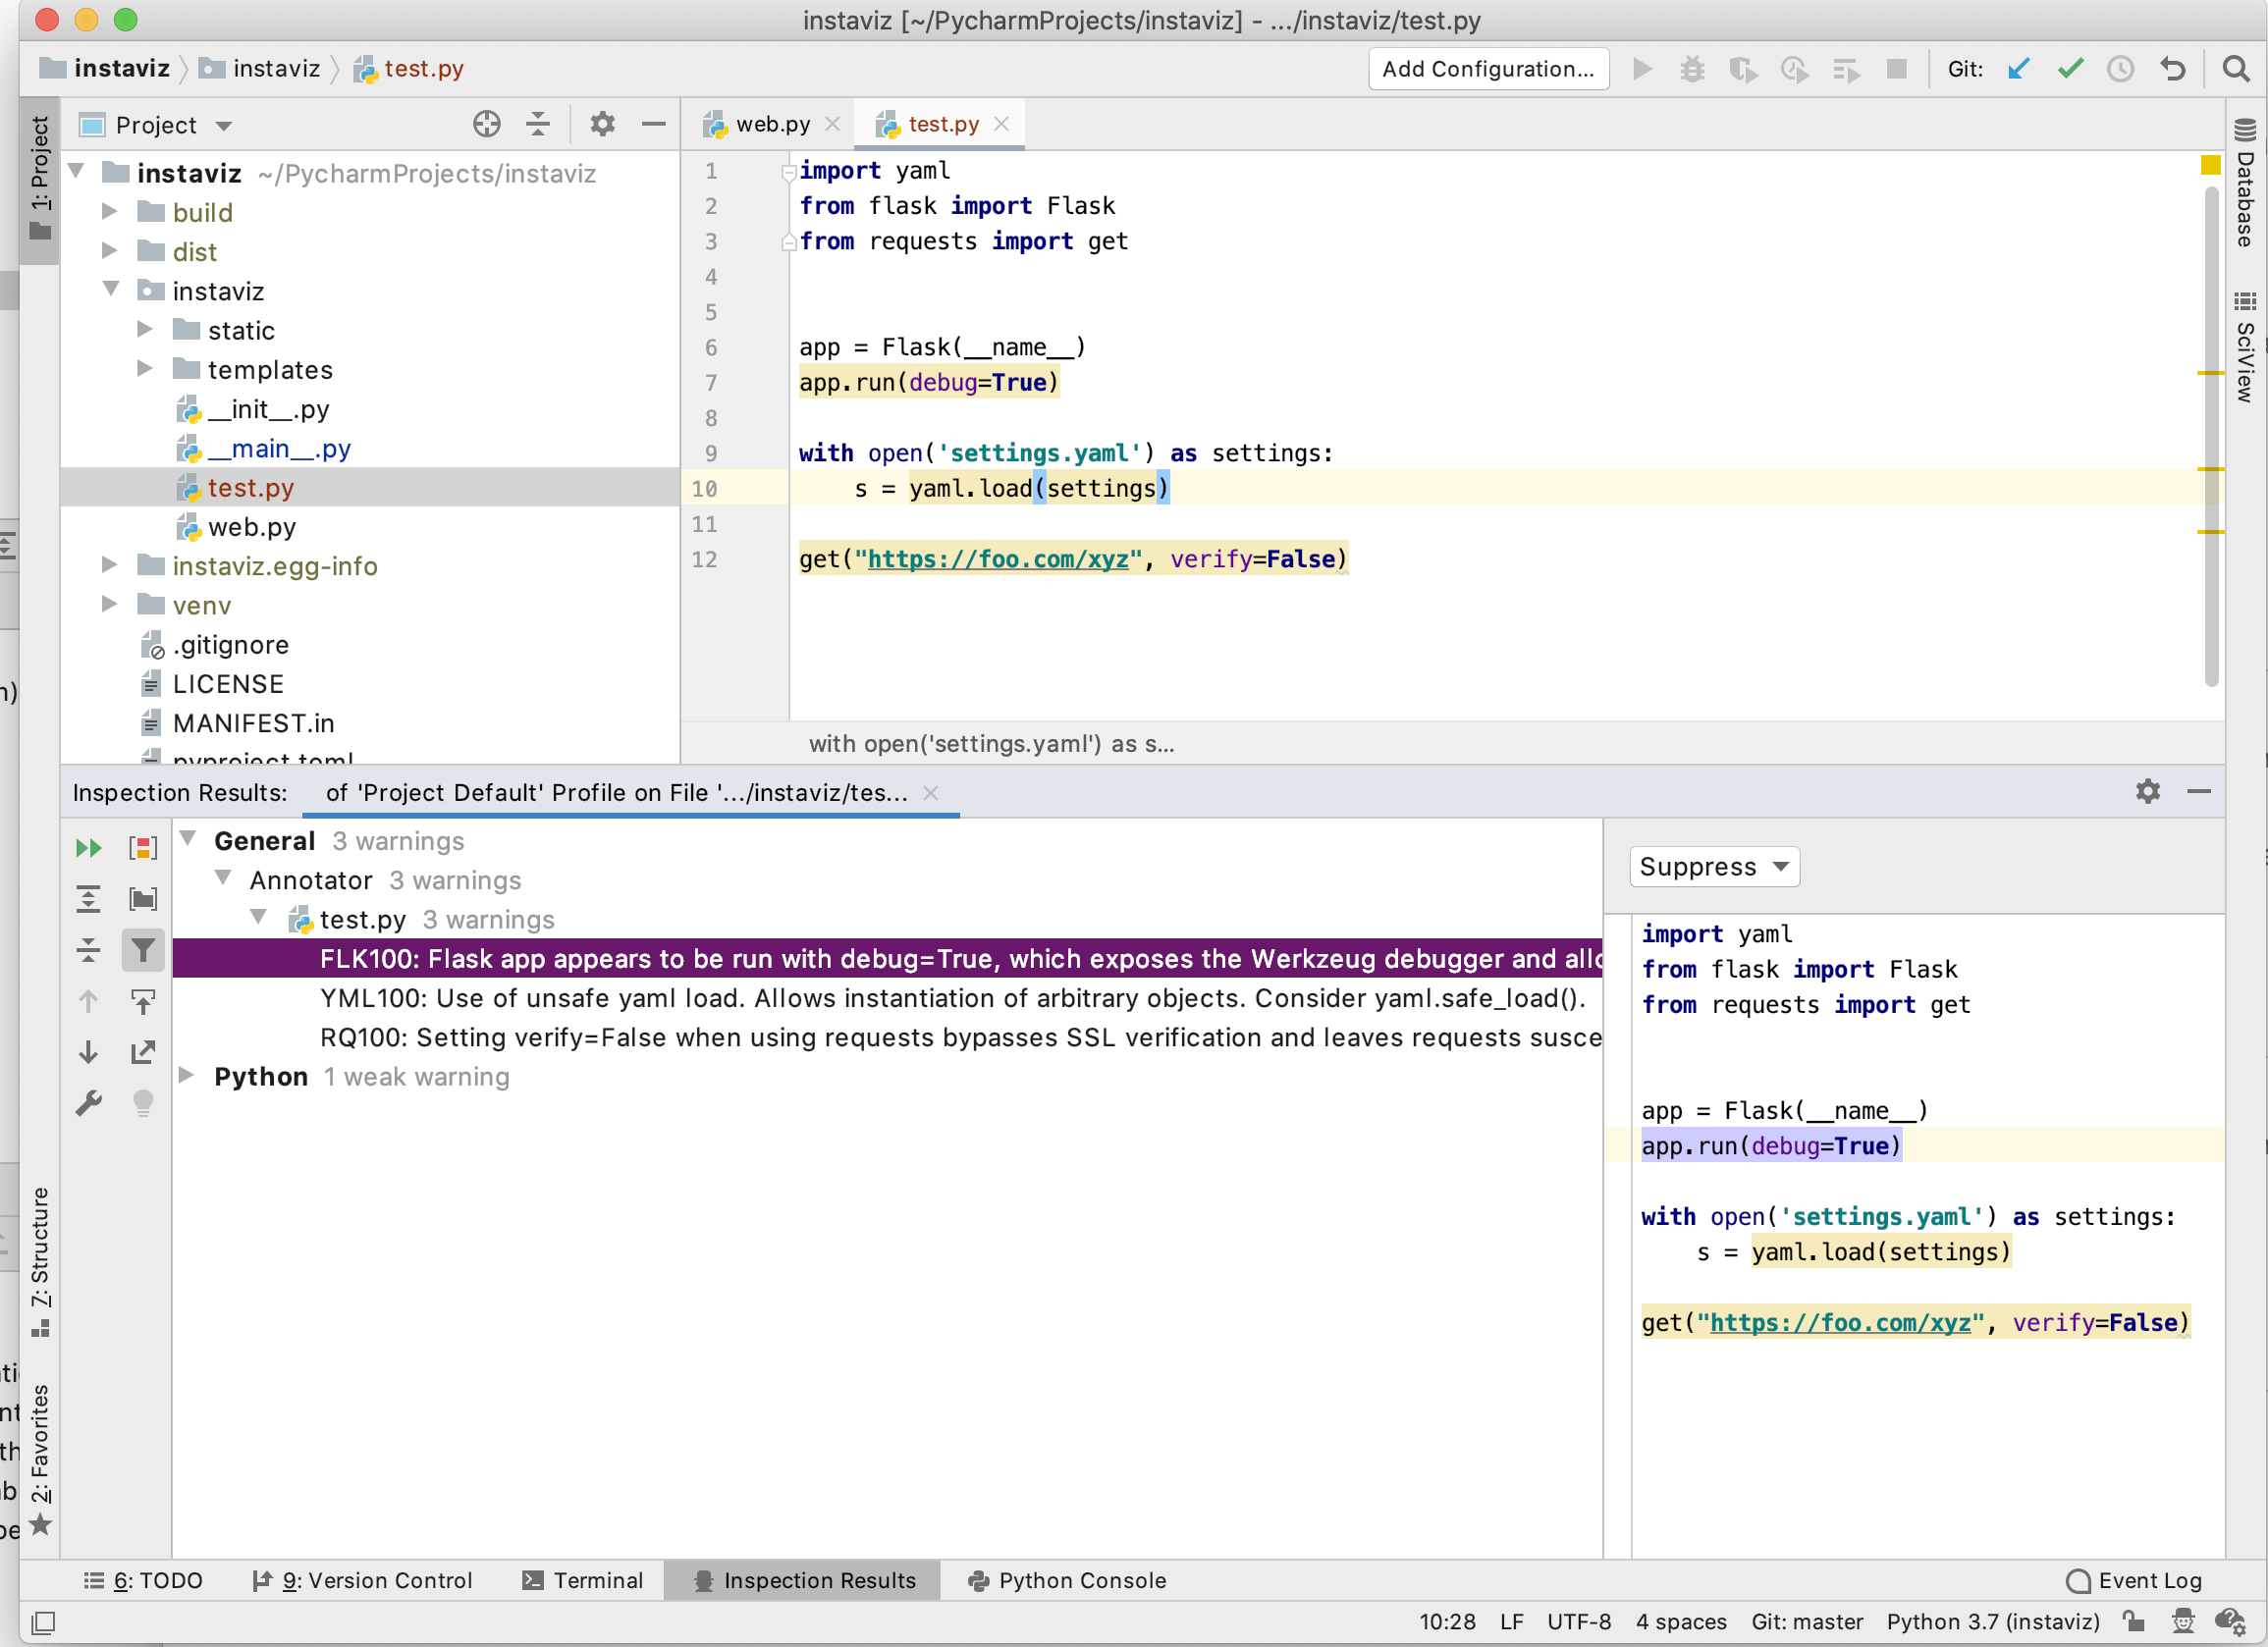 instaviz [~/PycharmProjects/instaviz] - .../instaviz/test.py
instaviz instaviz test.py
Add Configuration...
Git:
1: Project
Project
instaviz ~/PycharmProjects/instaviz
build
dist
instaviz
static
templates
__init__.py
__main__.py
test.py
web.py
instaviz.egg-info
venv
.gitignore
LICENSE
MANIFEST.in
pyproject.toml
web.py test.py
1 import yaml
2 from flask import Flask
3 from requests import get
4
5
6 app = Flask(__name__)
7 app.run(debug=True)
8
9 with open('settings.yaml') as settings:
10 s = yaml.load(settings)
11
12 get("https://foo.com/xyz", verify=False)
with open('settings.yaml') as s...
Database
SciView
Inspection Results: of 'Project Default' Profile on File '.../instaviz/tes...
General 3 warnings
Annotator 3 warnings
test.py 3 warnings
FLK100: Flask app appears to be run with debug=True, which exposes the Werkzeug debugger and allo
YML100: Use of unsafe yaml load. Allows instantiation of arbitrary objects. Consider yaml.safe_load().
RQ100: Setting verify=False when using requests bypasses SSL verification and leaves requests susce
Python 1 weak warning
Suppress
import yaml
from flask import Flask
from requests import get
app = Flask(__name__)
app.run(debug=True)
with open('settings.yaml') as settings:
s = yaml.load(settings)
get("https://foo.com/xyz", verify=False)
7: Structure
2: Favorites
6: TODO 9: Version Control Terminal Inspection Results Python Console Event Log
10:28 LF UTF-8 4 spaces Git: master Python 3.7 (instaviz)